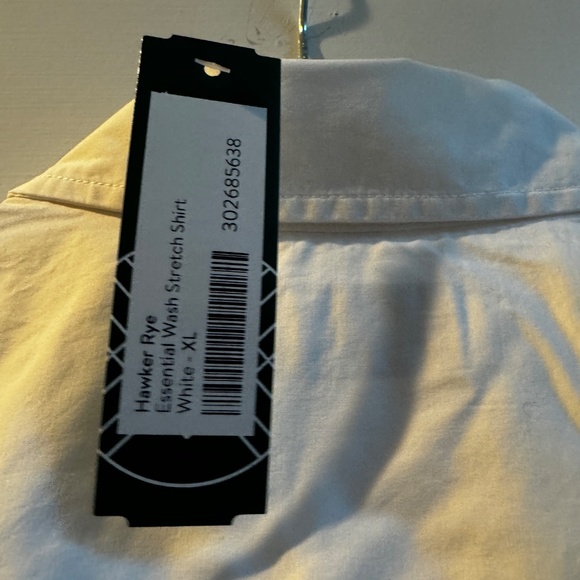 Hawker Rye
Essential Wash Stretch Shirt
White - XL
302685638